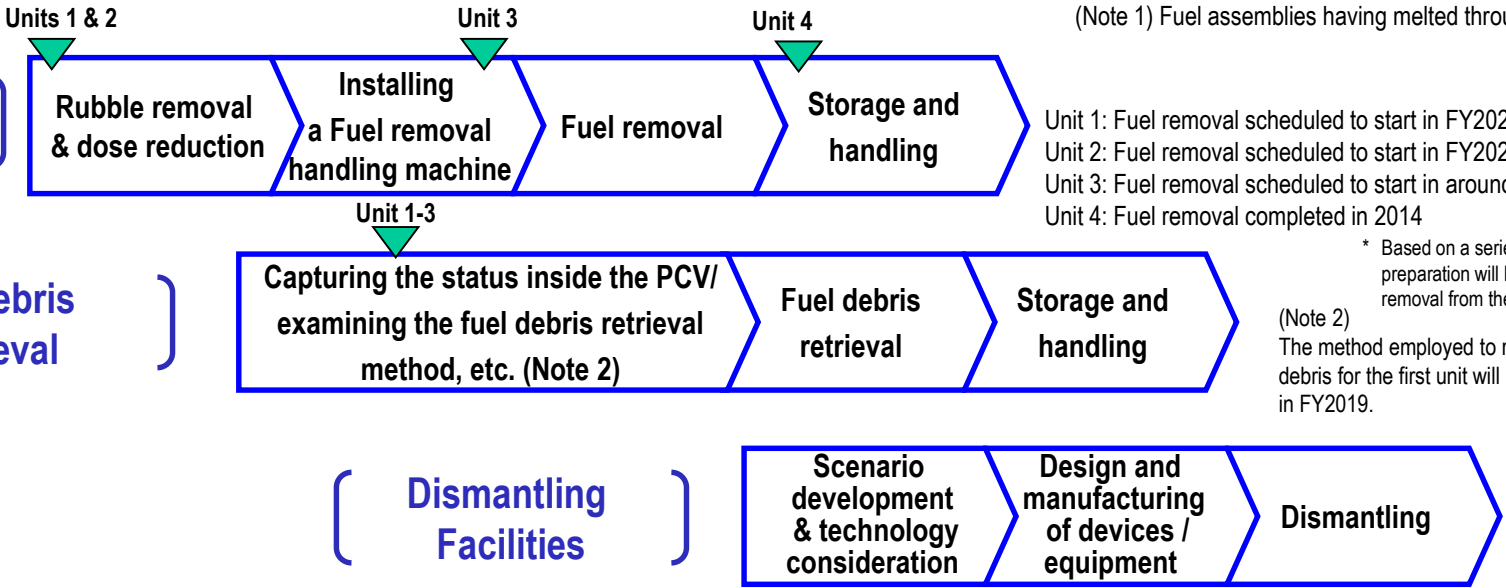 Units 1 & 2
Unit 3
Unit 4
(Note 1) Fuel assemblies having melted
Rubble removal
& dose reduction
Installing
a Fuel removal
handling machine
Fuel removal
Storage and
handling
Unit 1: Fuel removal scheduled to start in
Unit 2: Fuel removal scheduled to start in
Unit 3: Fuel removal scheduled to start in around
Unit 4: Fuel removal completed in 2014
* Based on a
preparation will
removal from the
Unit 1-3
Capturing the status inside the PCV/
examining the fuel debris retrieval
method, etc. (Note 2)
Fuel debris
retrieval
Storage and
handling
(Note 2)
The method employed to
debris for the first unit will
in FY2019.
Dismantling
Facilities
Scenario
development
& technology
consideration
Design and
manufacturing
of devices /
equipment
Dismantling